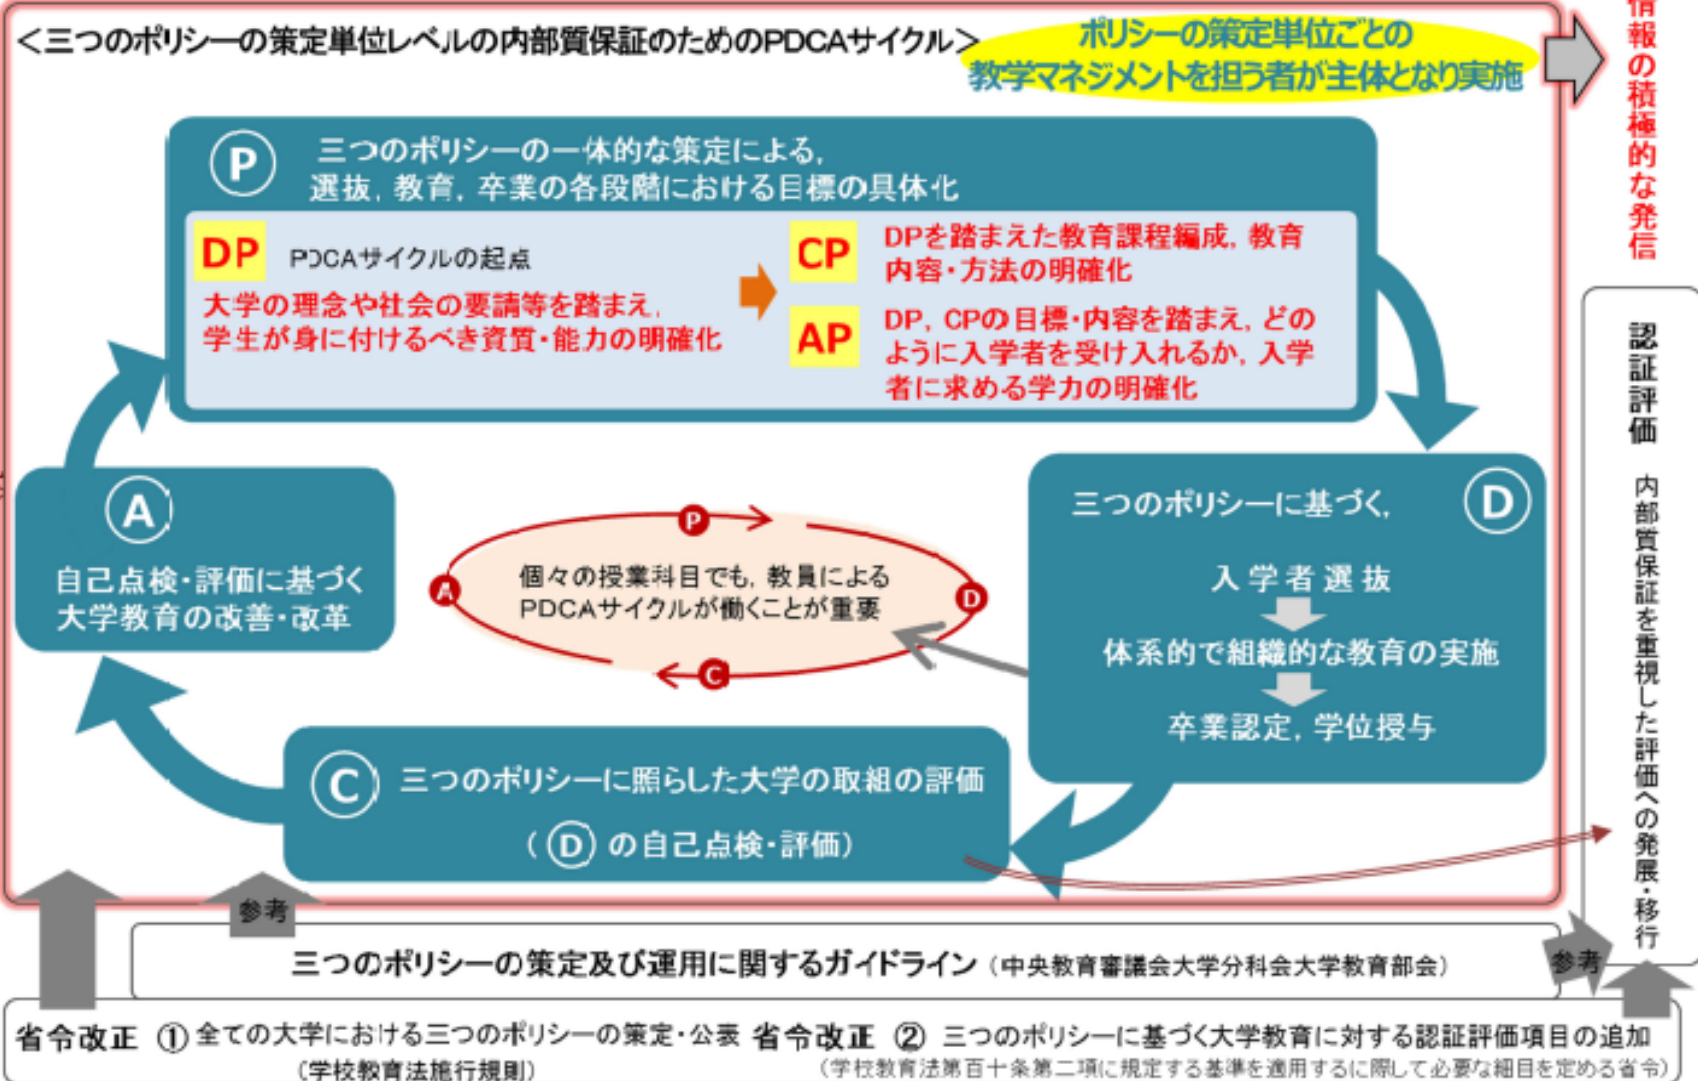 <三つのポリシーの策定単位レベルの内部質保証のためのPDCAサイクル>
ポリシーの策定単位ごとの
教学マネジメントを担う者が主体となり実施
情報の積極的な発信
P
三つのポリシーの一体的な策定による,
選抜, 教育, 卒業の各段階における目標の具体化
DP
PDCAサイクルの起点
大学の理念や社会の要請等を踏まえ,
学生が身に付けるべき資質・能力の明確化
CP
DPを踏まえた教育課程編成, 教育
内容・方法の明確化
AP
DP, CPの目標・内容を踏まえ, どの
ように入学者を受け入れるか, 入学
者に求める学力の明確化
A
自己点検・評価に基づく
大学教育の改善・改革
P
A
個々の授業科目でも, 教員による
PDCAサイクルが働くことが重要
D
C
三つのポリシーに基づく,
D
入学者選抜
体系的で組織的な教育の実施
卒業認定, 学位授与
C
三つのポリシーに照らした大学の取組の評価
(Dの自己点検・評価)
認証評価 内部質保証を重視した評価への発展・移行
参考
三つのポリシーの策定及び運用に関するガイドライン (中央教育審議会大学分科会大学教育部会)
参考
省令改正 ① 全ての大学における三つのポリシーの策定・公表
(学校教育法施行規則)
省令改正 ② 三つのポリシーに基づく大学教育に対する認証評価項目の追加
(学校教育法第百十条第二項に規定する基準を適用するに際して必要な細目を定める省令)